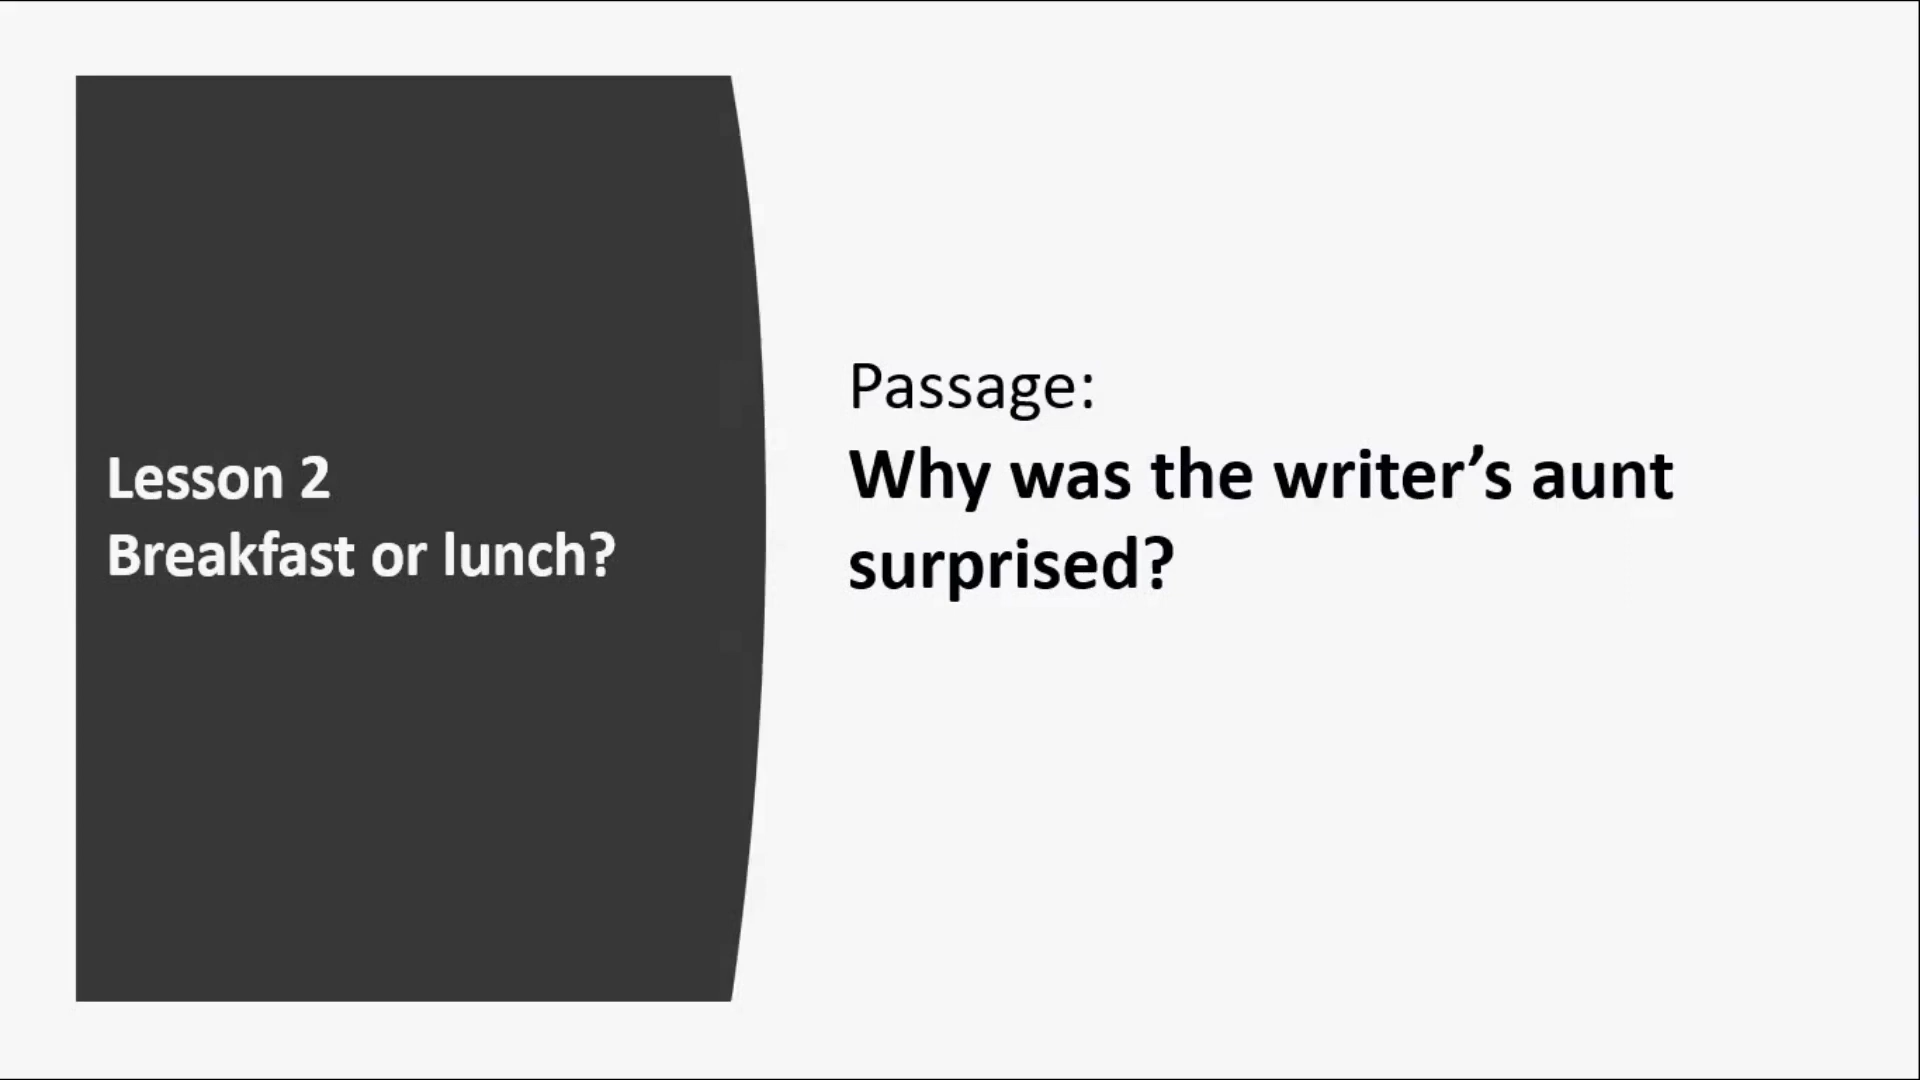 Lesson 2
Breakfast or lunch?
Passage:
Why was the writer’s aunt
surprised?